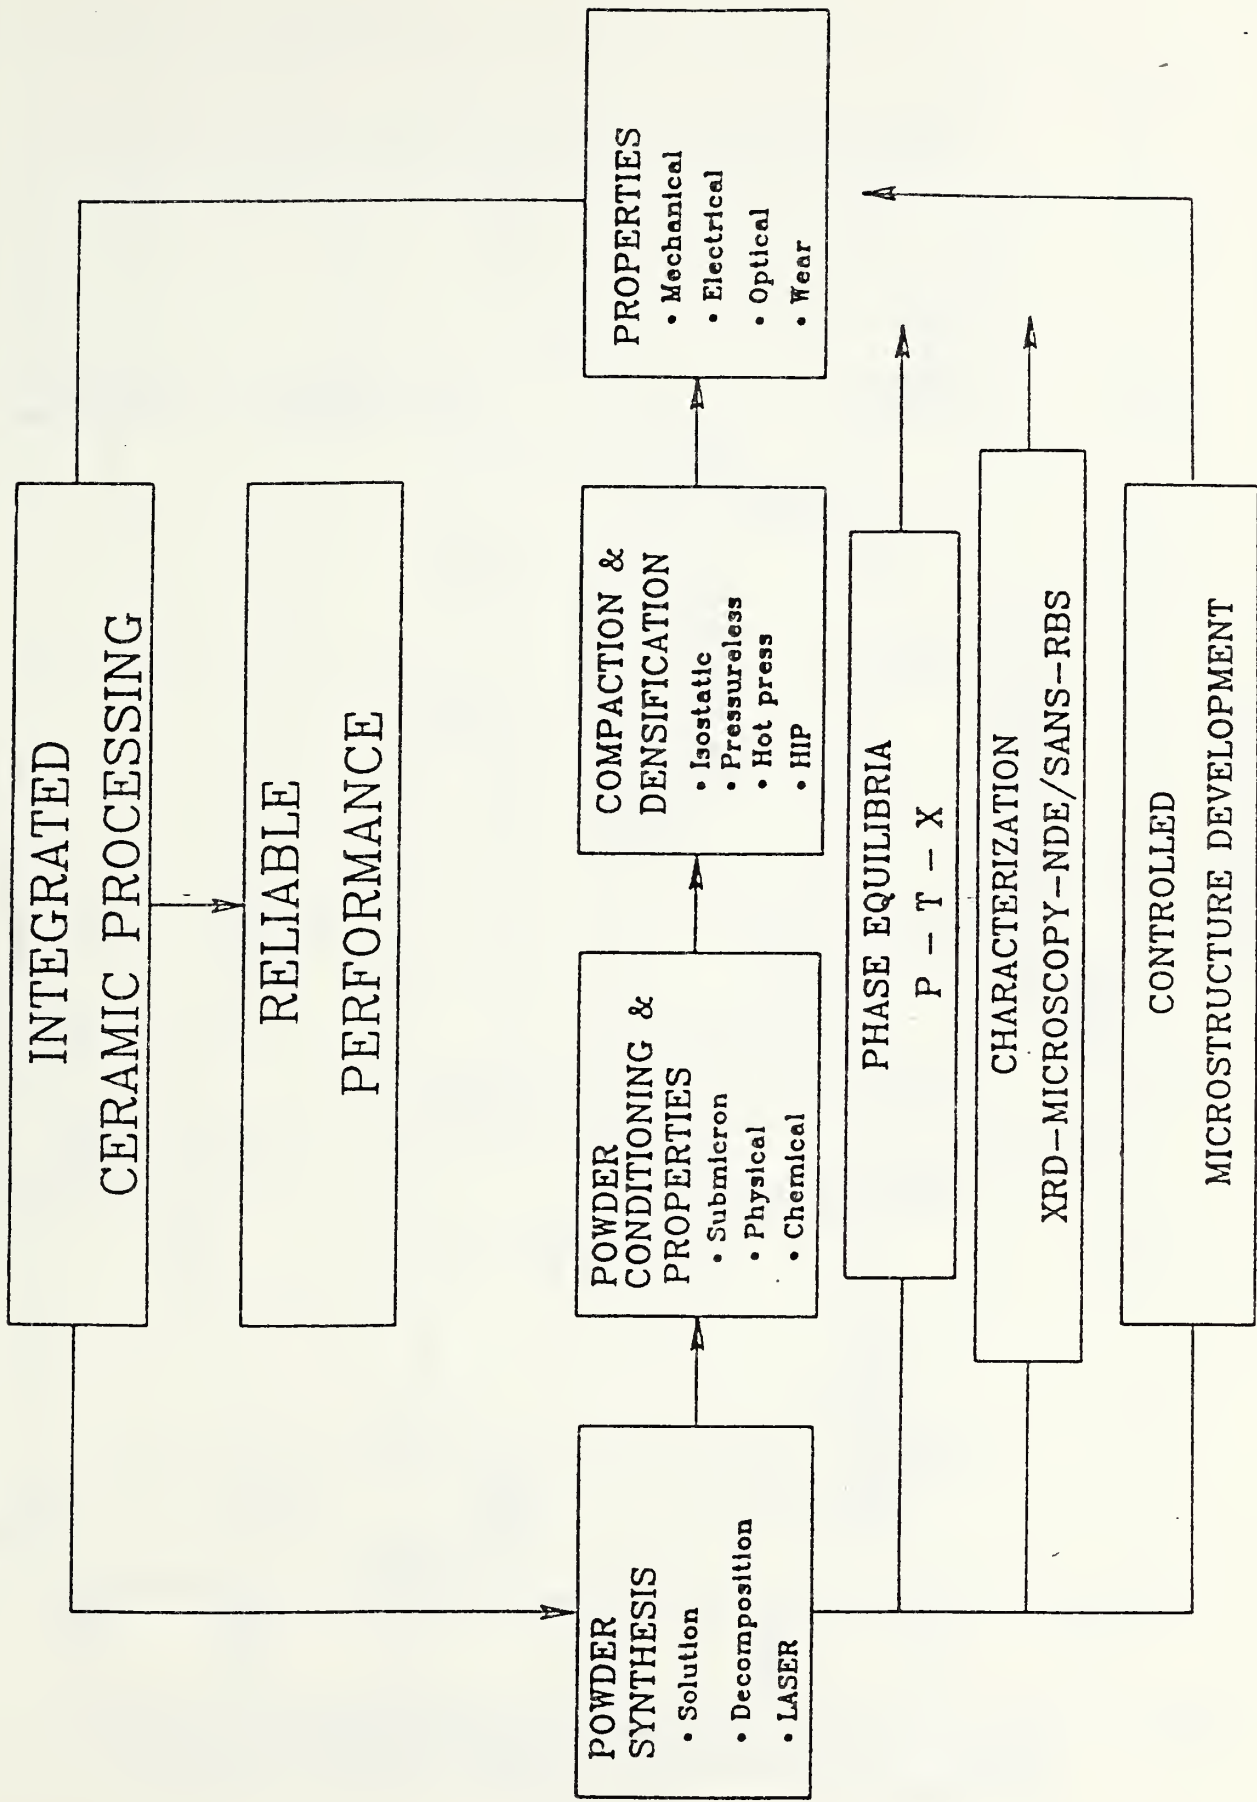 INTEGRATED
CERAMIC PROCESSING
RELIABLE
PERFORMANCE
POWDER
SYNTHESIS
• Solution
• Decomposition
• LASER
POWDER
CONDITIONING &
PROPERTIES
• Submicron
• Physical
• Chemical
COMPACTION &
DENSIFICATION
• Isostatic
• Pressureless
• Hot press
• HIP
PROPERTIES
• Mechanical
• Electrical
• Optical
• Wear
PHASE EQUILIBRIA
P – T – X
CHARACTERIZATION
XRD–MICROSCOPY–NDE/SANS–RBS
CONTROLLED
MICROSTRUCTURE DEVELOPMENT